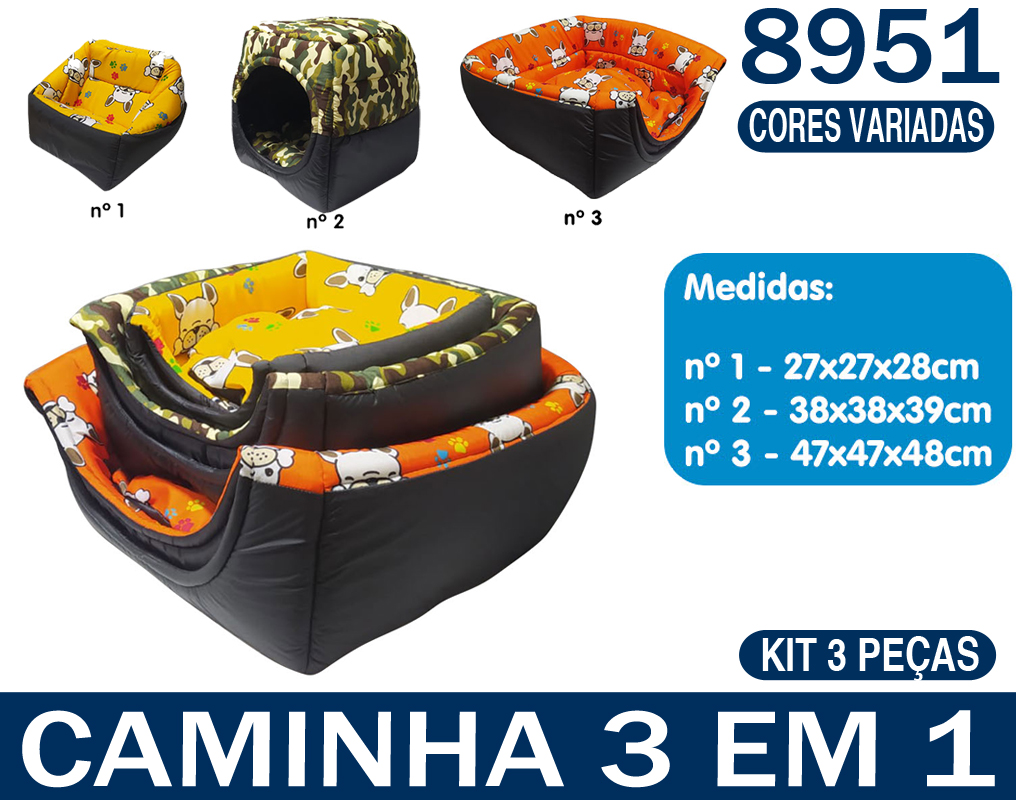 8951
CORES VARIADAS
nº 1
nº 2
nº 3
Medidas:
nº 1 - 27x27x28cm
nº 2 - 38x38x39cm
nº 3 - 47x47x48cm
KIT 3 PEÇAS
CAMINHA 3 EM 1